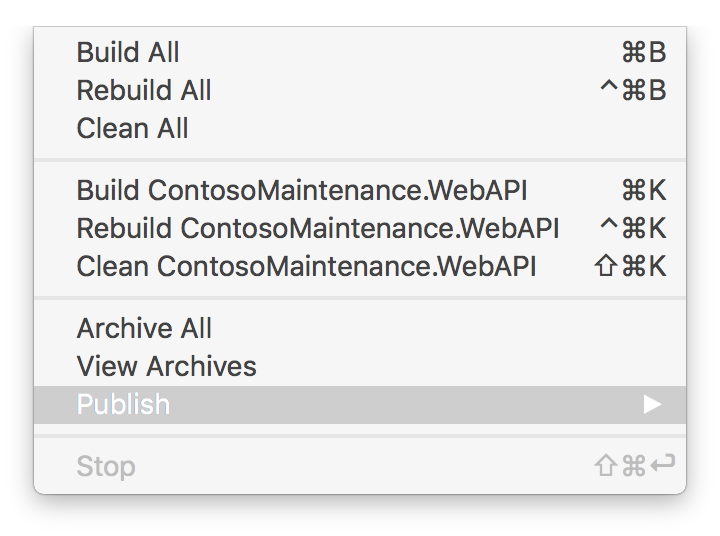 Build All ⌘B
Rebuild All ^⌘B
Clean All
Build ContosoMaintenance.WebAPI ⌘K
Rebuild ContosoMaintenance.WebAPI ^⌘K
Clean ContosoMaintenance.WebAPI ⇧⌘K
Archive All
View Archives
Publish ▶
Stop ⇧⌘↩